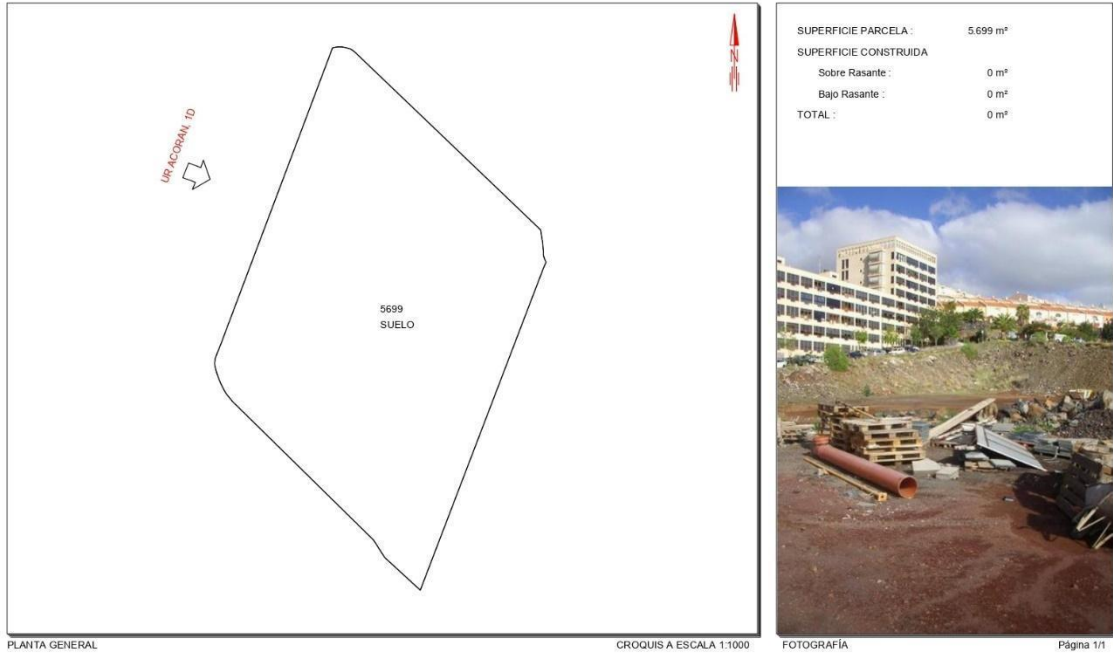 UR ACORAN, 1D
N
5699
SUELO
PLANTA GENERAL
CROQUIS A ESCALA 1:1000
SUPERFICIE PARCELA : 5.699 m²
SUPERFICIE CONSTRUIDA
Sobre Rasante : 0 m²
Bajo Rasante : 0 m²
TOTAL : 0 m²
FOTOGRAFÍA
Página 1/1